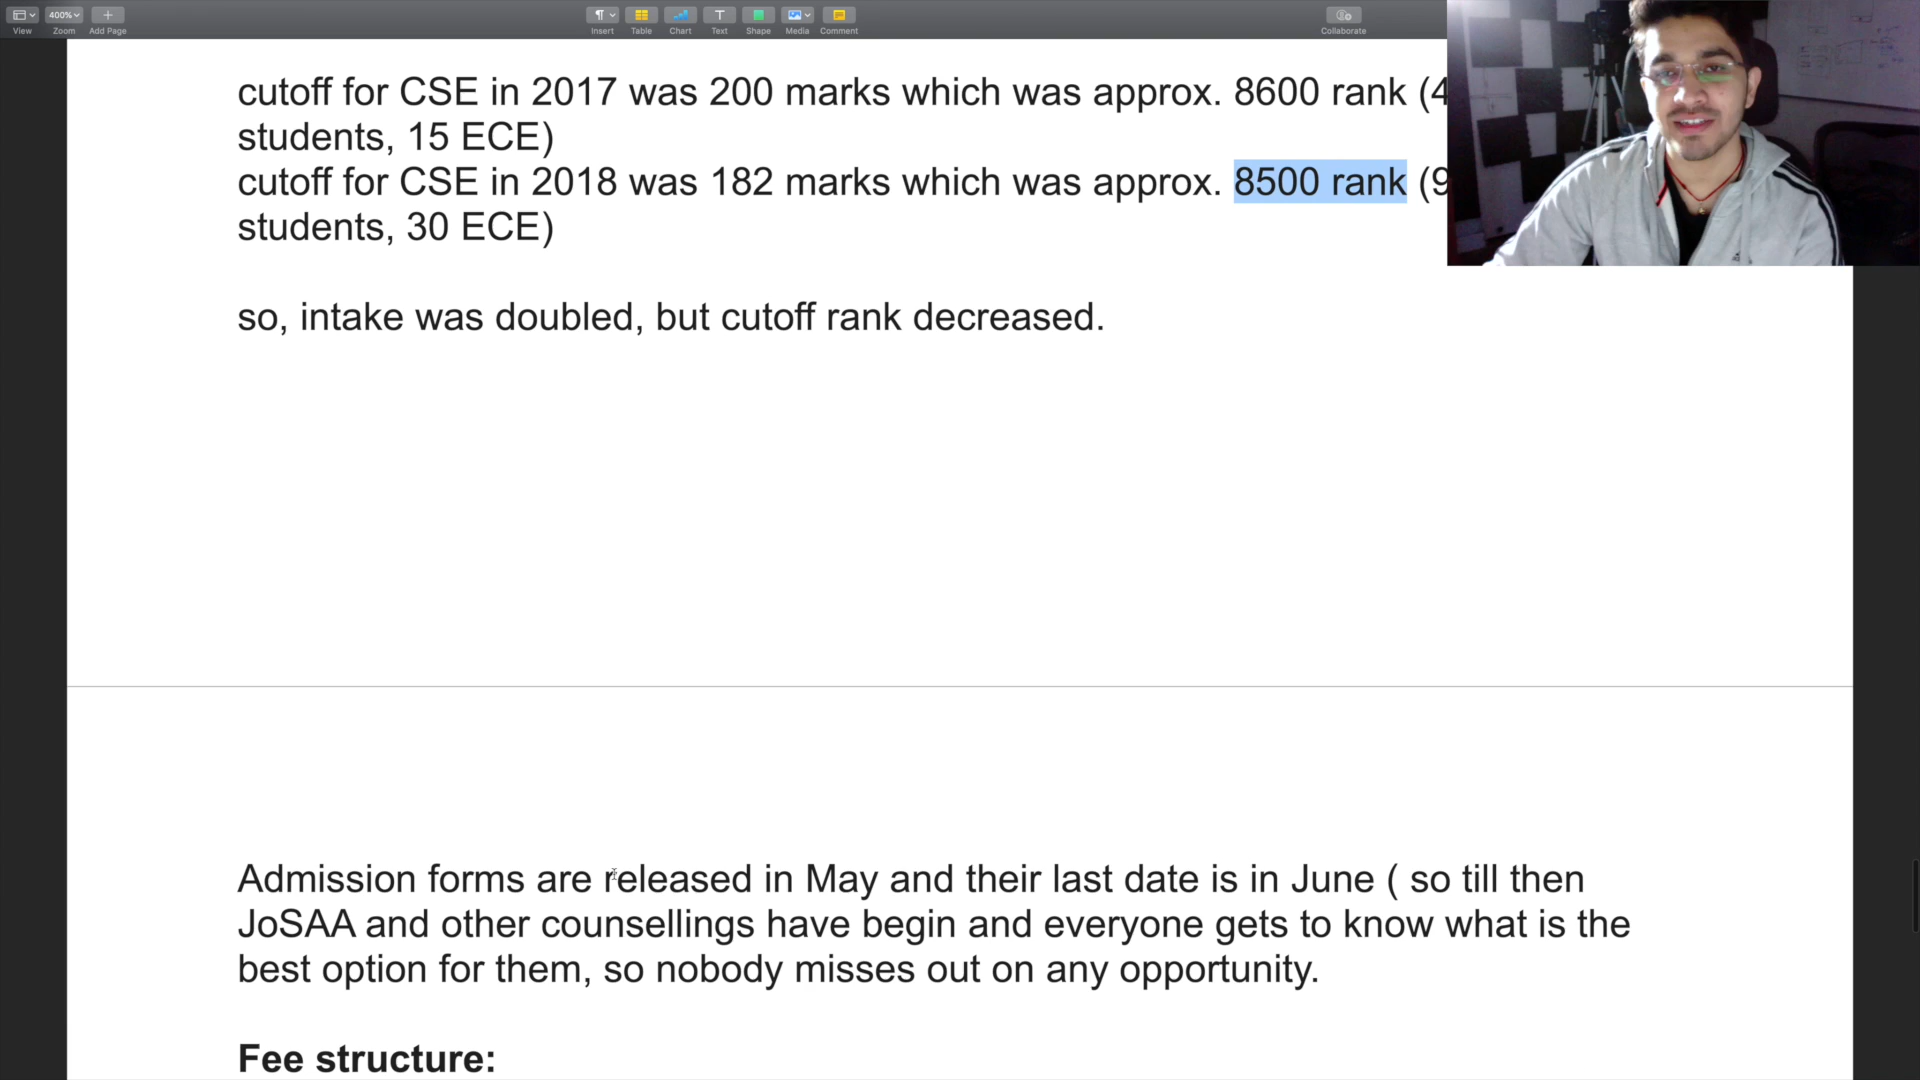 View
400%
Zoom
Add Page
Insert
Table
Chart
Text
Shape
Media
Comment
Collaborate
cutoff for CSE in 2017 was 200 marks which was approx. 8600 rank (4
students, 15 ECE)
cutoff for CSE in 2018 was 182 marks which was approx. 8500 rank (9
students, 30 ECE)
so, intake was doubled, but cutoff rank decreased.
Admission forms are released in May and their last date is in June ( so till then
JoSAA and other counsellings have begin and everyone gets to know what is the
best option for them, so nobody misses out on any opportunity.
Fee structure: